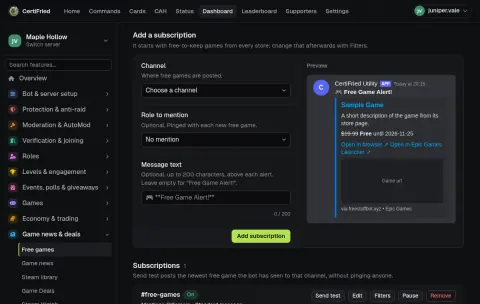 CertiFried
Home
Commands
Cards
CAH
Status
Dashboard
Leaderboard
Supporters
Settings
juniper.vale
Maple Hollow
Switch server
Search features...
Overview
Bot & server setup
Protection & anti-raid
Moderation & AutoMod
Verification & joining
Roles
Levels & engagement
Events, polls & giveaways
Games
Economy & trading
Game news & deals
Free games
Game news
Steam library
Game Deals
Add a subscription
It starts with free-to-keep games from every store; change that afterwards with Filters.
Channel
Where free games are posted.
Choose a channel
Role to mention
Optional. Pinged with each new free game.
No mention
Message text
Optional, up to 200 characters, above each alert.
Leave empty for "Free Game Alert!".
🎮 **Free Game Alert!**
0 / 200
Add subscription
Preview
C
CertiFried Utility APP Today at 20:15
🎮 Free Game Alert!
Sample Game
A short description of the game from its
store page.
$19.99 Free until 2026-11-25
Open in browser ↗ Open in Epic Games
Launcher ↗
Game art
via freestuffbot.xyz • Epic Games
Subscriptions 1
Send test posts the newest free game the bot has seen to that channel, without pinging anyone.
#free-games On
Send test
Edit
Filters
Pause
Remove